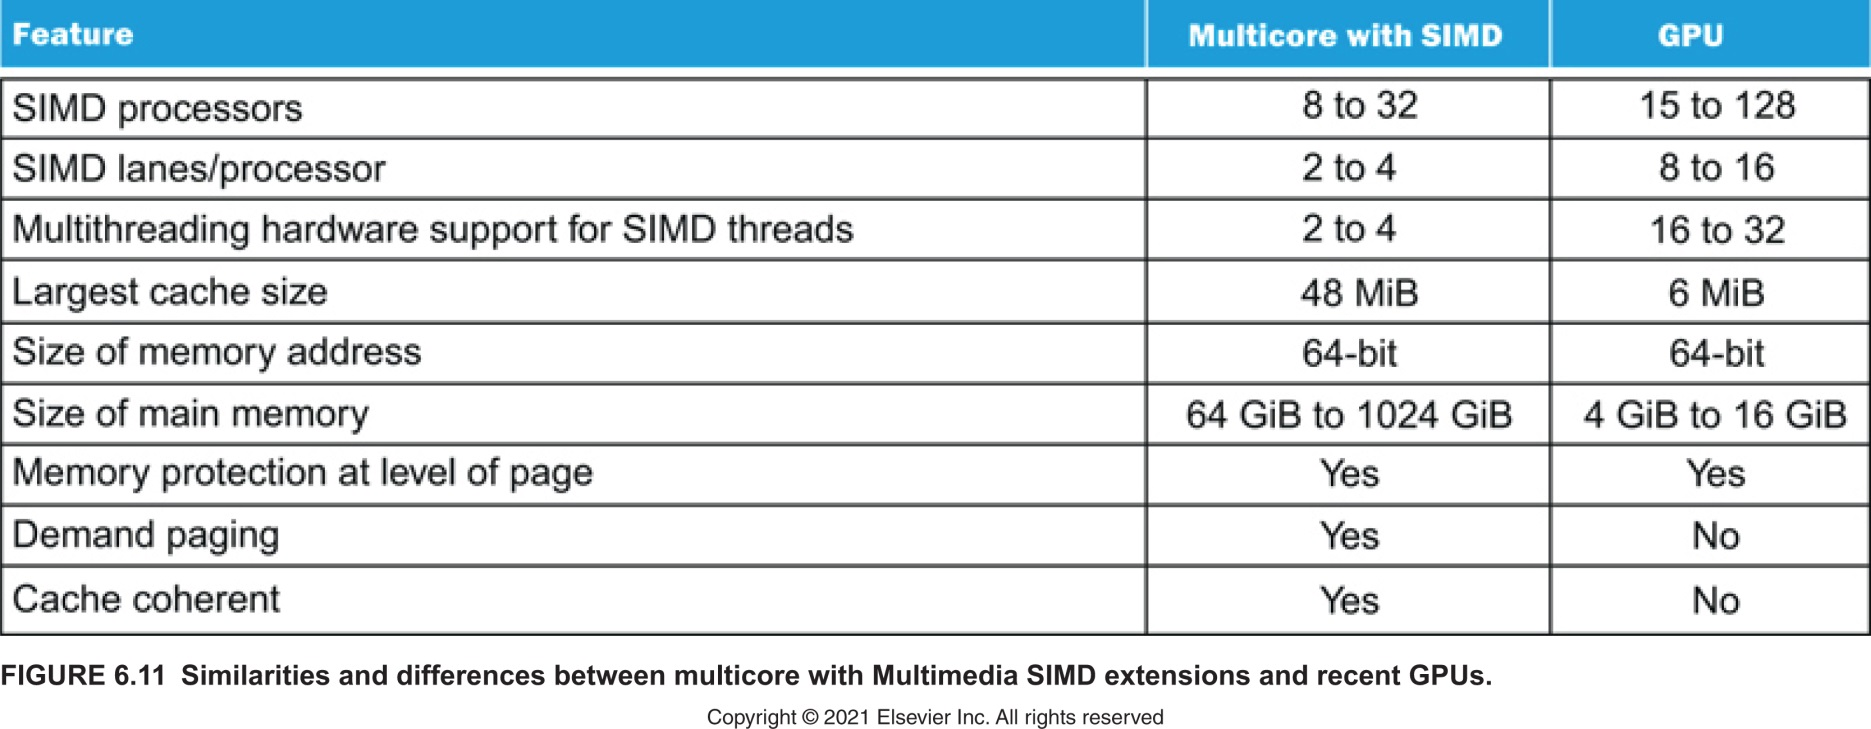 Feature Multicore with SIMD GPU
SIMD processors 8 to 32 15 to 128
SIMD lanes/processor 2 to 4 8 to 16
Multithreading hardware support for SIMD threads 2 to 4 16 to 32
Largest cache size 48 MiB 6 MiB
Size of memory address 64-bit 64-bit
Size of main memory 64 GiB to 1024 GiB 4 GiB to 16 GiB
Memory protection at level of page Yes Yes
Demand paging Yes No
Cache coherent Yes No
FIGURE 6.11 Similarities and differences between multicore with Multimedia SIMD extensions and recent GPUs.
Copyright © 2021 Elsevier Inc. All rights reserved